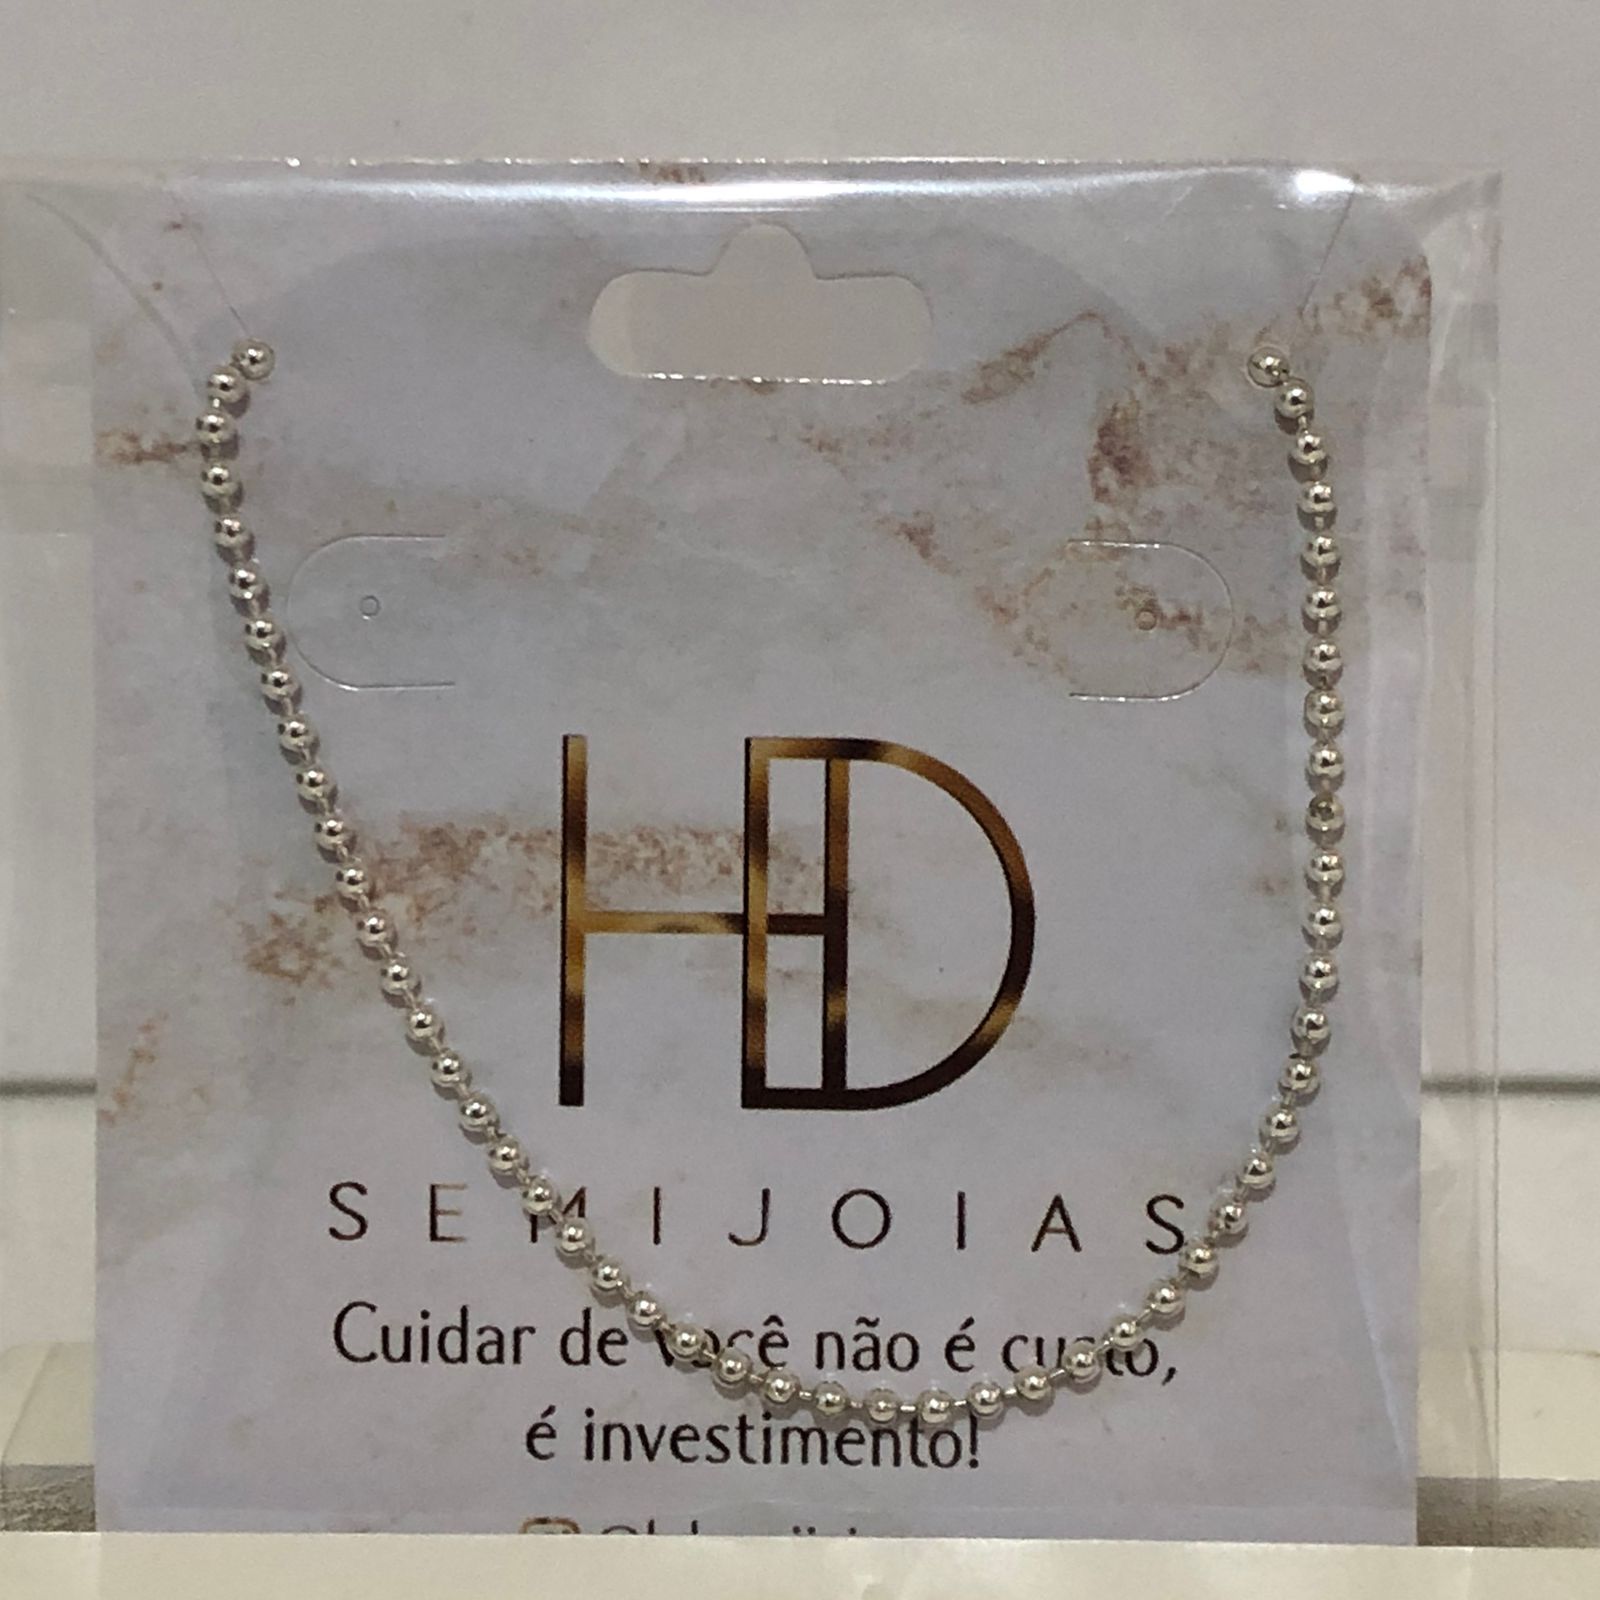 HD
SEMIJOIAS
Cuidar de você não é custo,
é investimento!